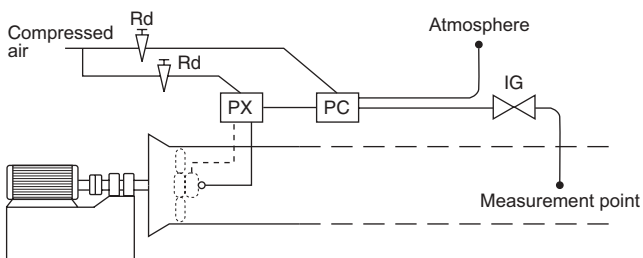 Rd
Compressed
air
Atmosphere
Rd
IG
PX
PC
Measurement point